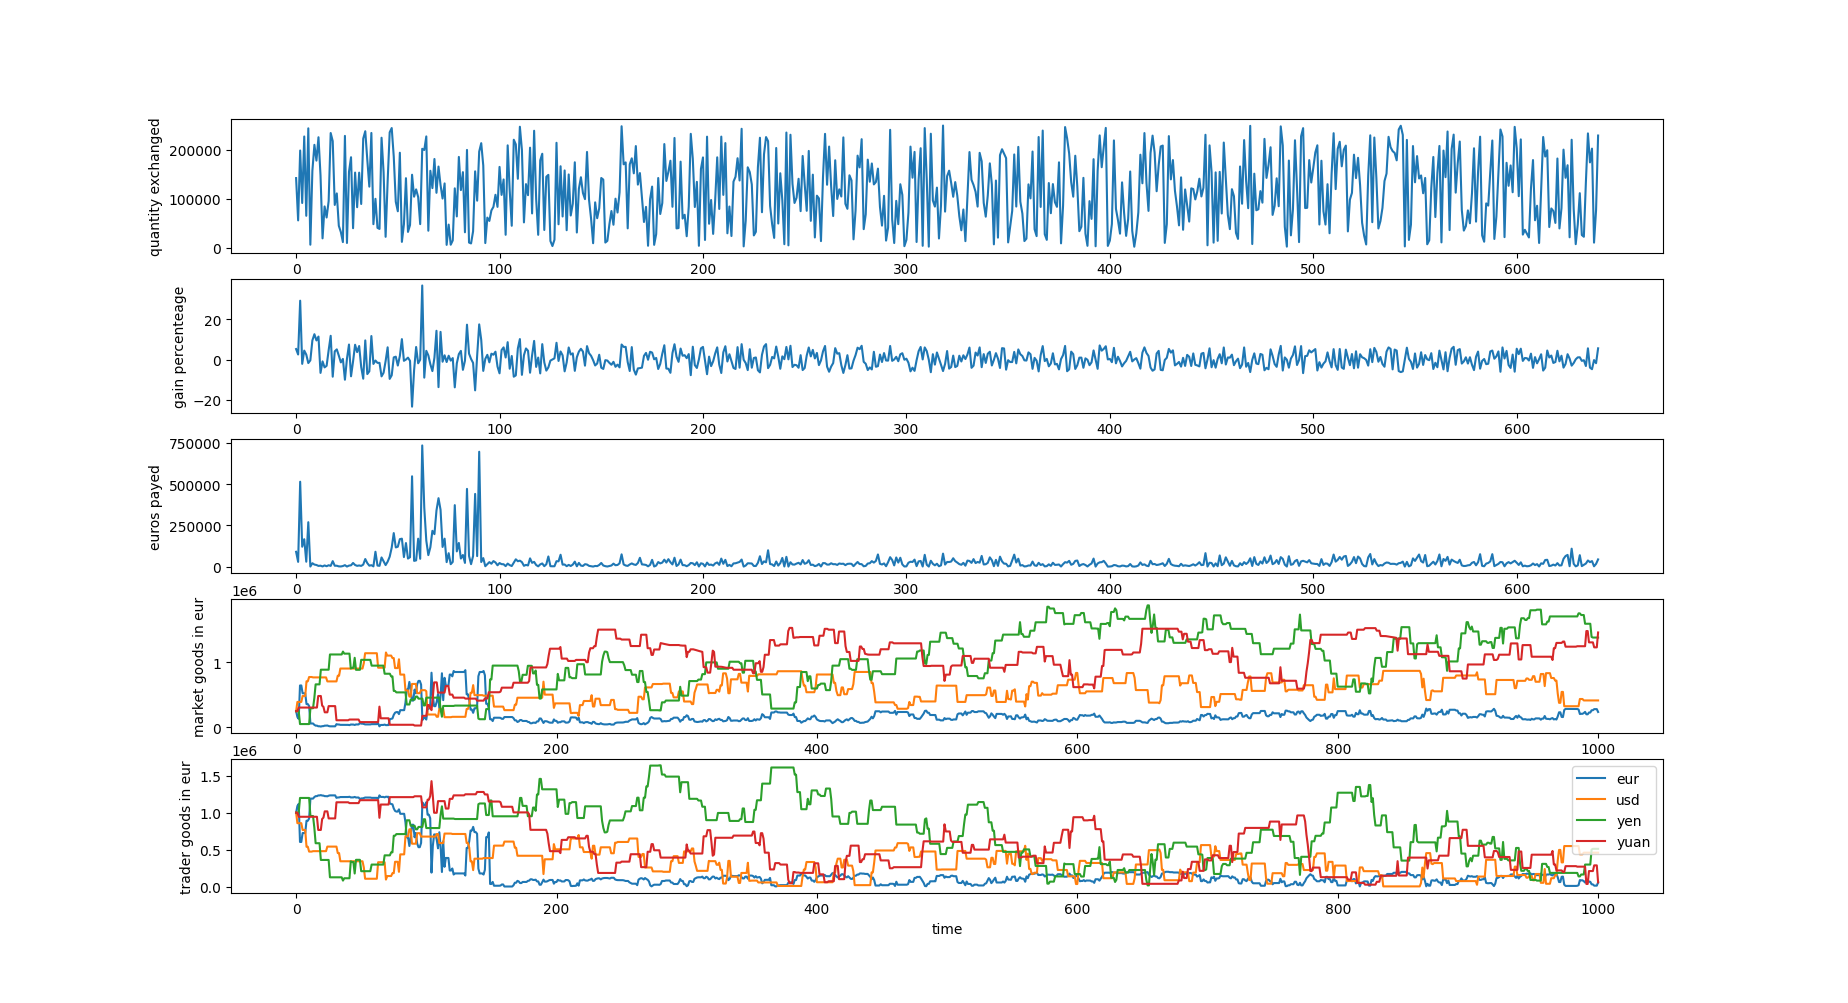 quantity exchanged
200000
100000
0
0 100 200 300 400 500 600
gain percenteage
20
0
−20
0 100 200 300 400 500 600
euros payed
750000
500000
250000
0
0 100 200 300 400 500 600
1e6
market goods in eur
1
0
0 200 400 600 800 1000
1e6
trader goods in eur
1.5
1.0
0.5
0.0
0 200 400 600 800 1000
time
eur
usd
yen
yuan